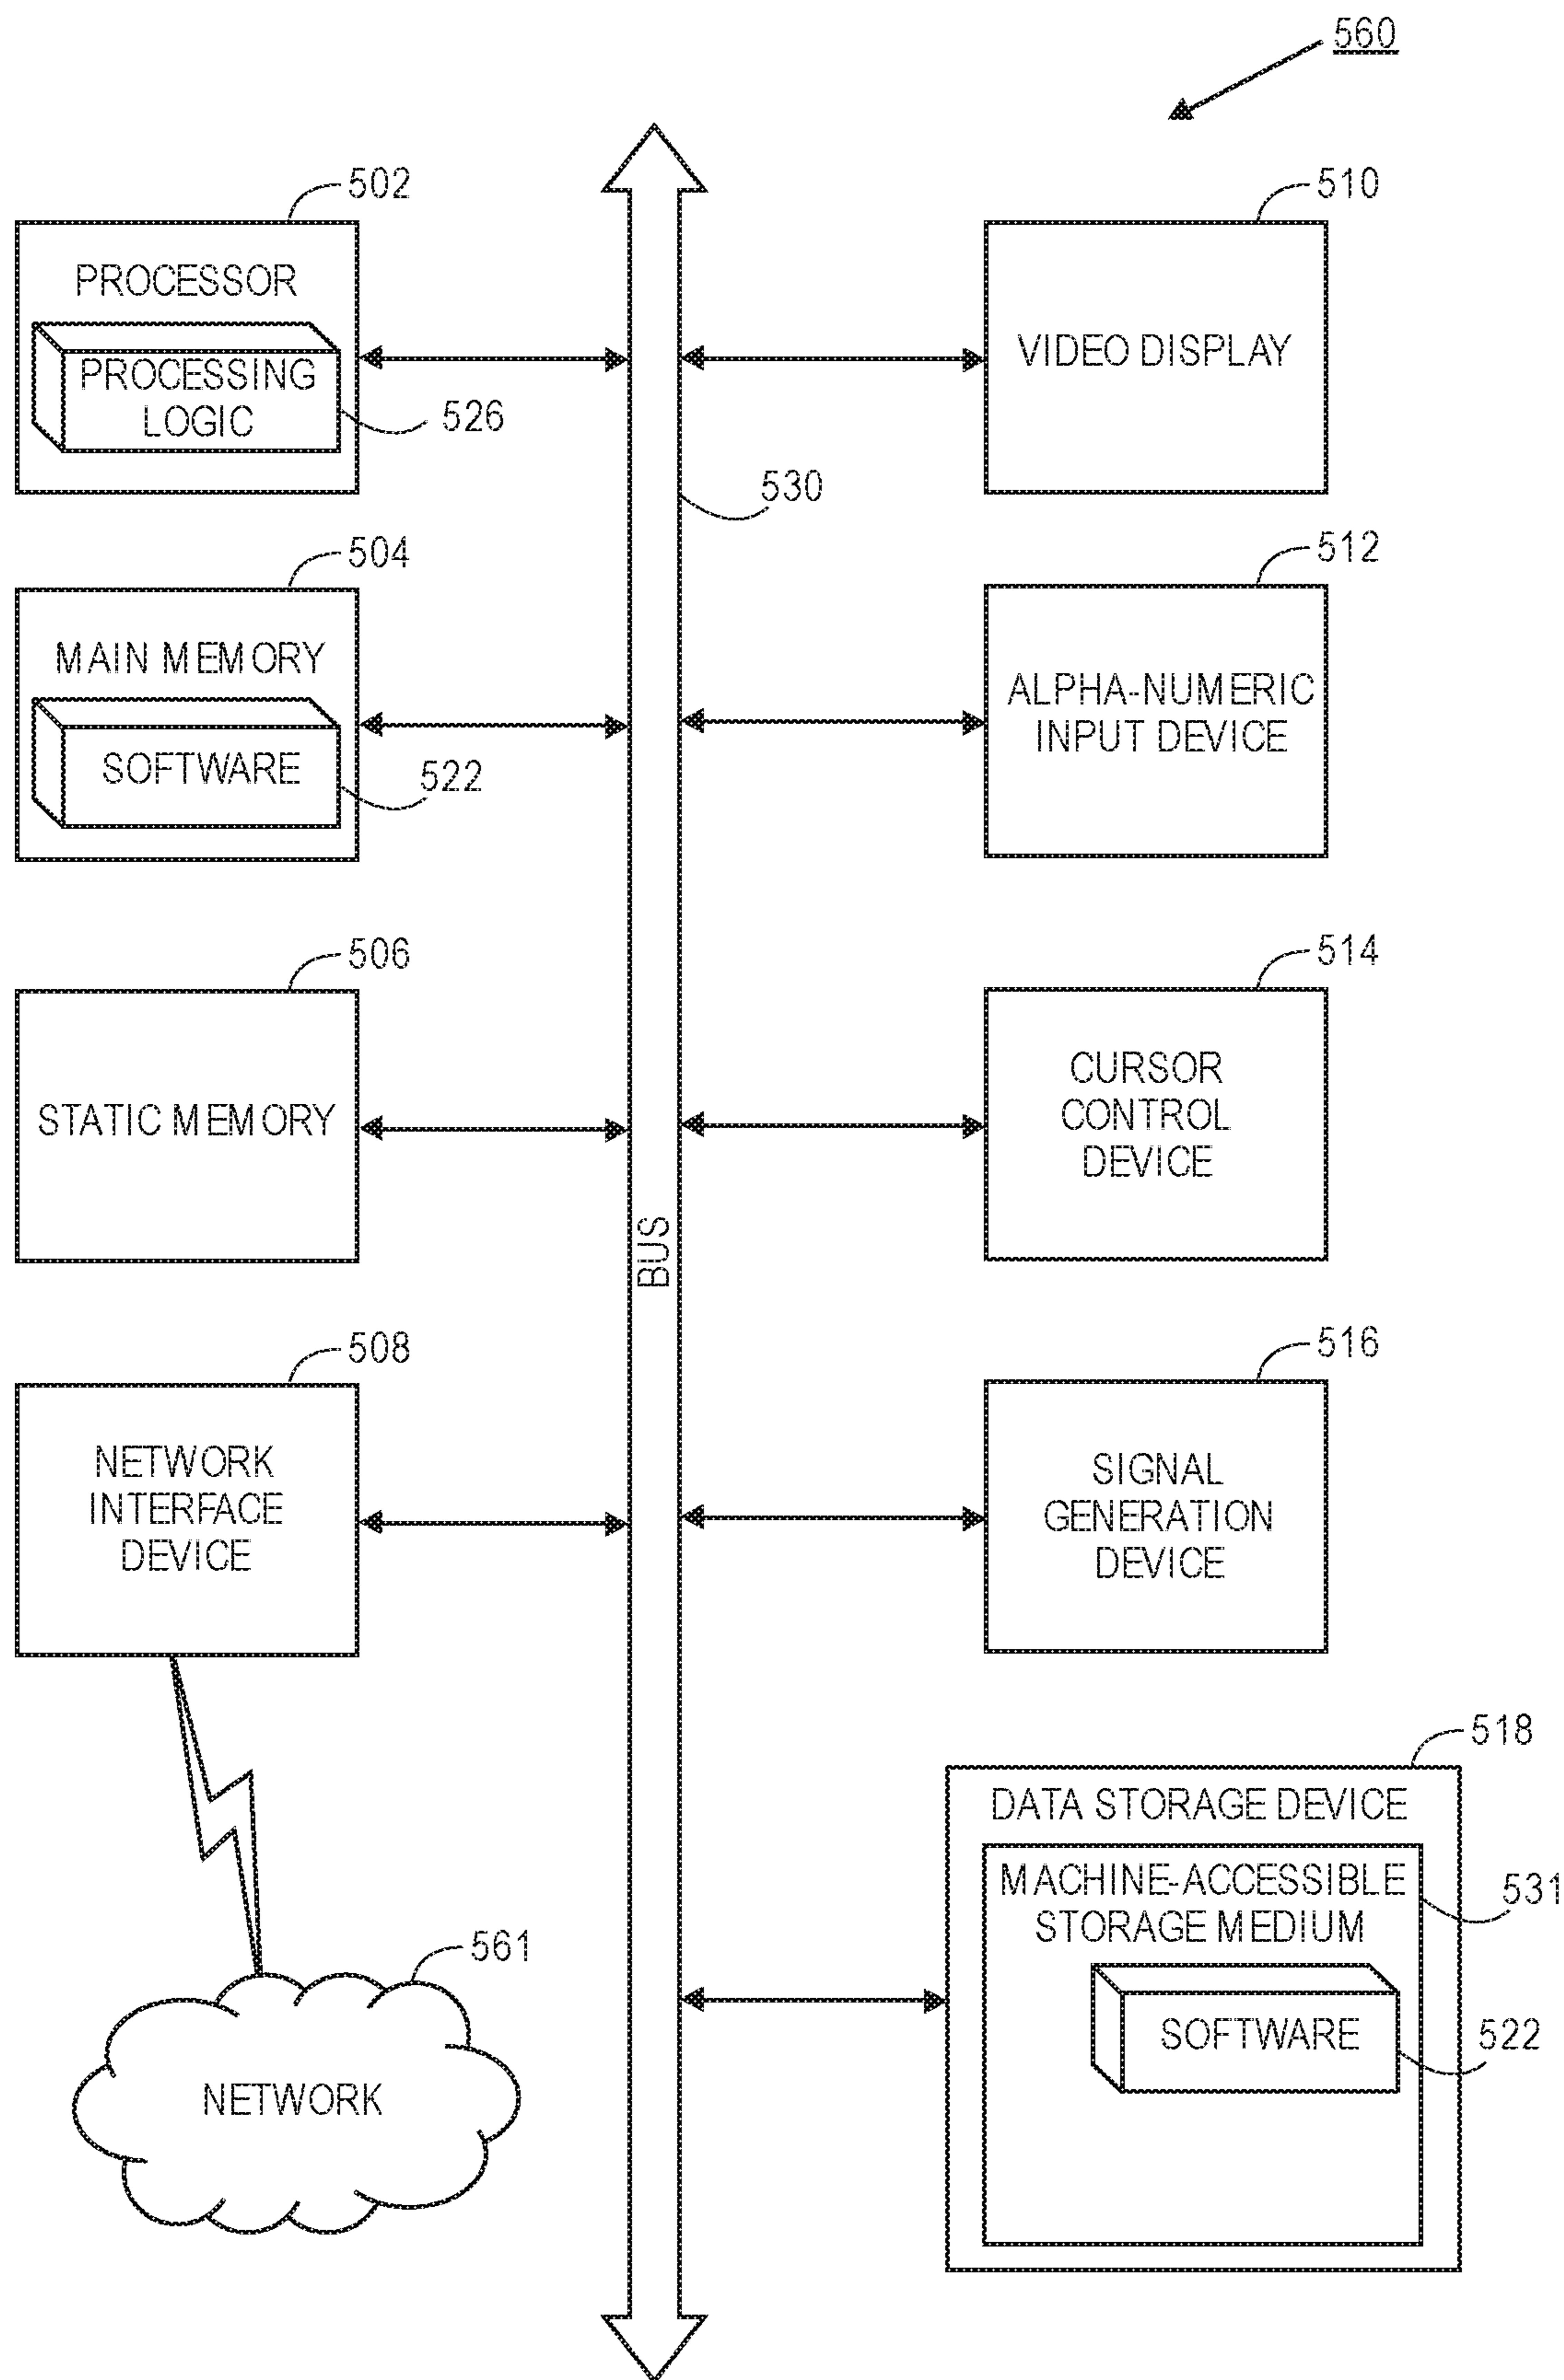 560
502
PROCESSOR
PROCESSING
LOGIC
526
504
MAIN MEMORY
SOFTWARE
522
506
STATIC MEMORY
508
NETWORK
INTERFACE
DEVICE
561
NETWORK
530
BUS
510
VIDEO DISPLAY
512
ALPHA-NUMERIC
INPUT DEVICE
514
CURSOR
CONTROL
DEVICE
516
SIGNAL
GENERATION
DEVICE
518
DATA STORAGE DEVICE
MACHINE-ACCESSIBLE
STORAGE MEDIUM
531
SOFTWARE
522